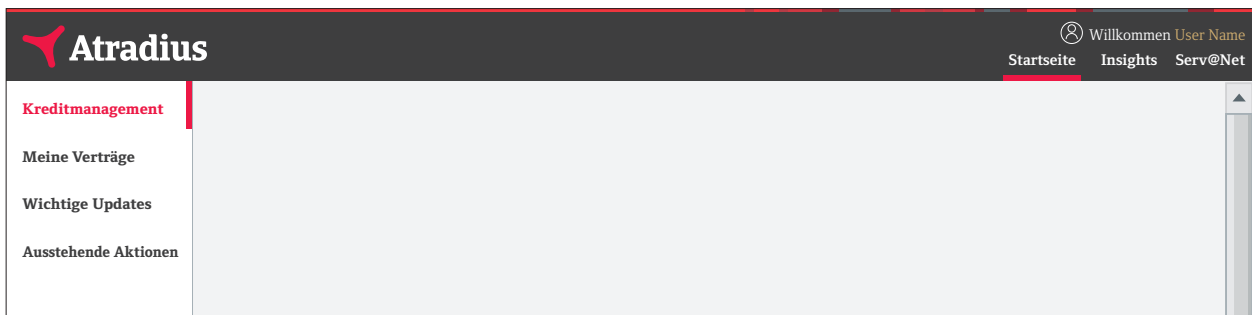 Atradius
Willkommen User Name
Startseite Insights Serv@Net
Kreditmanagement
Meine Verträge
Wichtige Updates
Ausstehende Aktionen